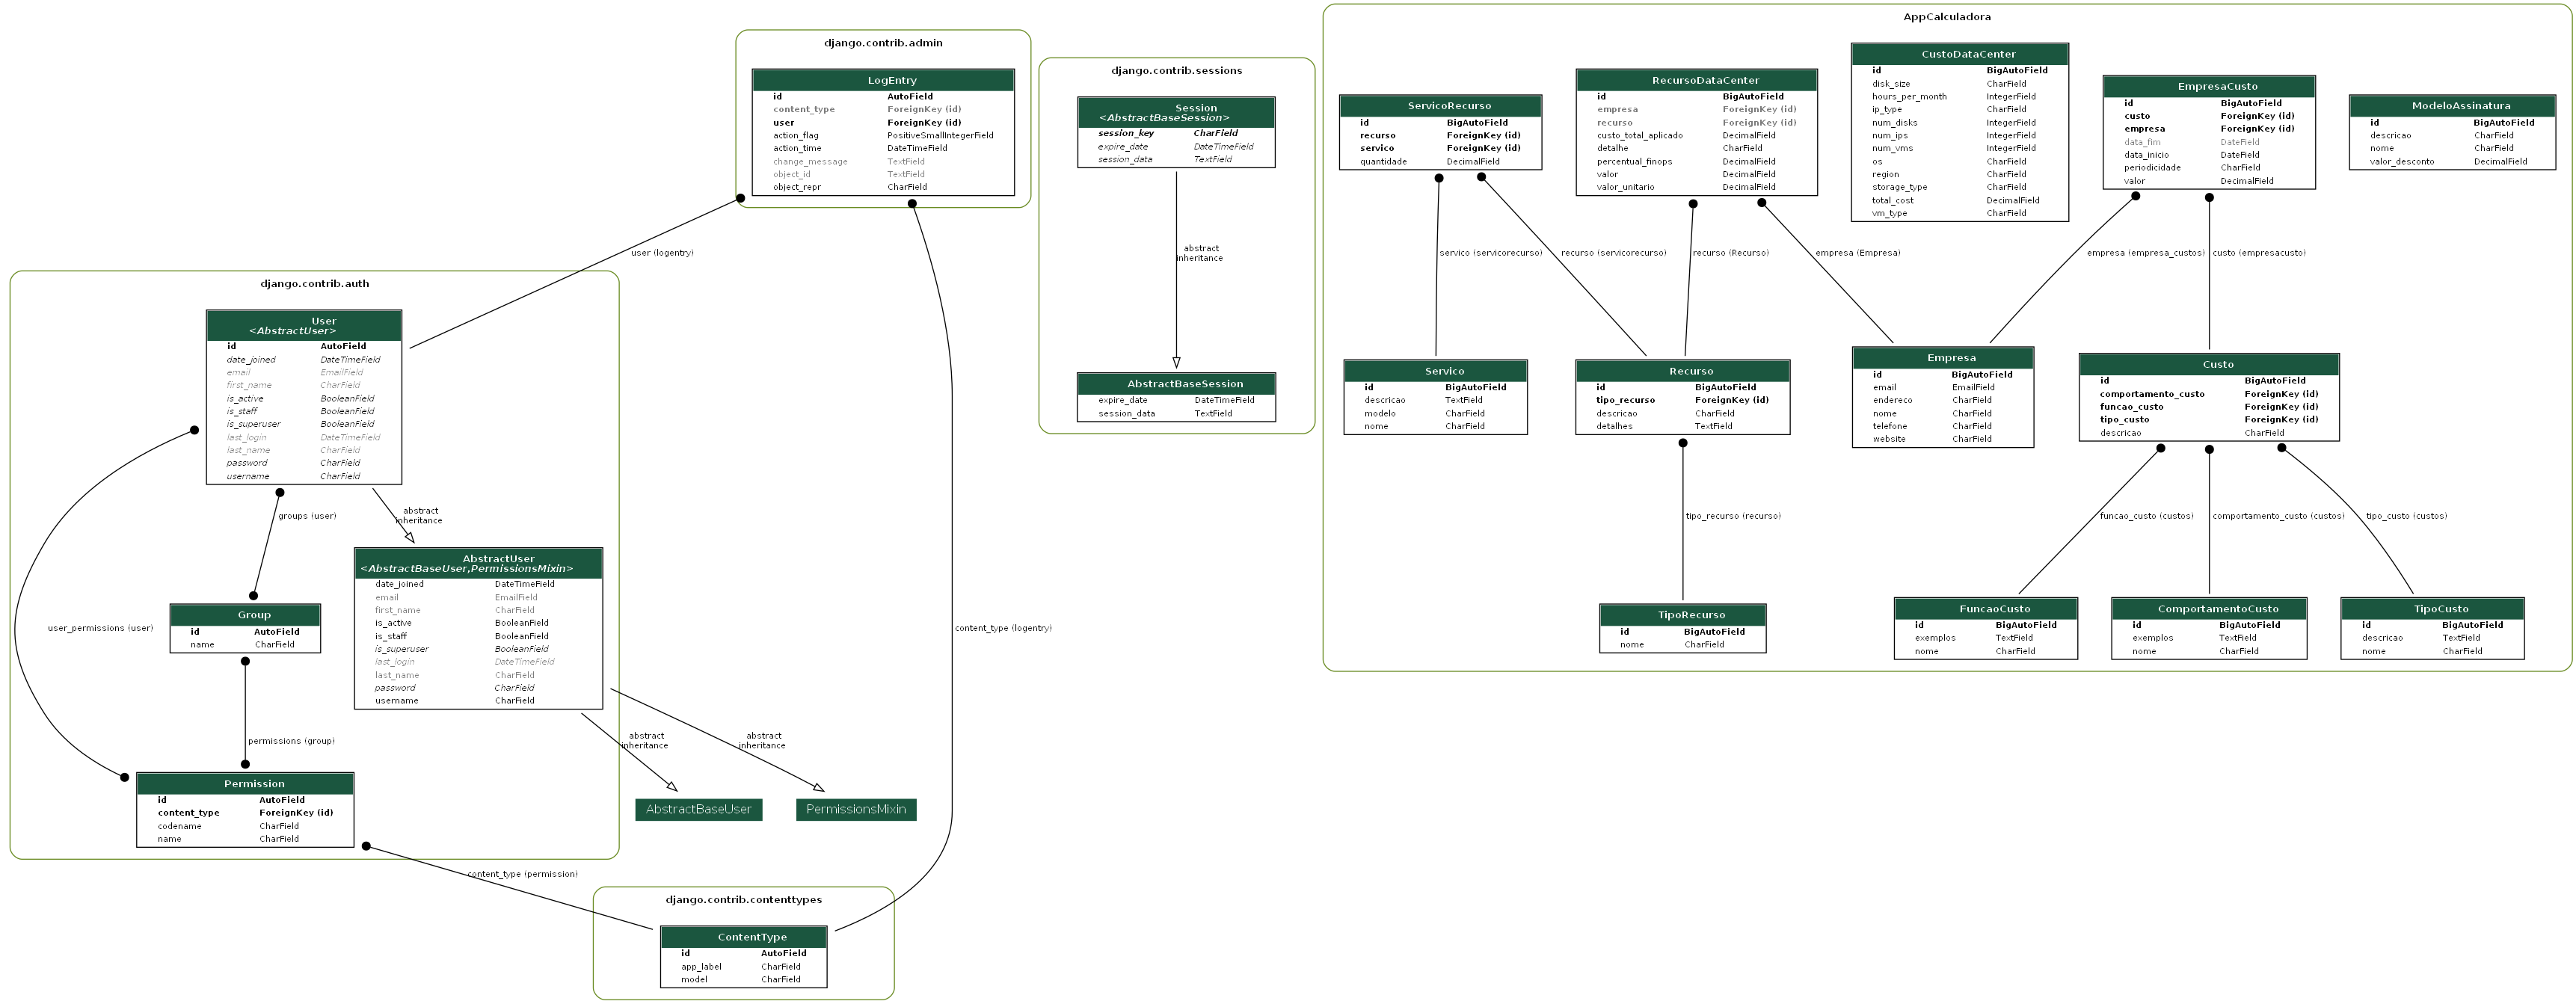 django.contrib.admin
LogEntry
id AutoField
content_type ForeignKey (id)
user ForeignKey (id)
action_flag PositiveSmallIntegerField
action_time DateTimeField
change_message TextField
object_id TextField
object_repr CharField
user (logentry)
content_type (logentry)
django.contrib.auth
User
<AbstractUser>
id AutoField
date_joined DateTimeField
email EmailField
first_name CharField
is_active BooleanField
is_staff BooleanField
is_superuser BooleanField
last_login DateTimeField
last_name CharField
password CharField
username CharField
groups (user)
abstract
inheritance
user_permissions (user)
AbstractUser
<AbstractBaseUser,PermissionsMixin>
date_joined DateTimeField
email EmailField
first_name CharField
is_active BooleanField
is_staff BooleanField
is_superuser BooleanField
last_login DateTimeField
last_name CharField
password CharField
username CharField
Group
id AutoField
name CharField
permissions (group)
abstract
inheritance
abstract
inheritance
Permission
id AutoField
content_type ForeignKey (id)
codename CharField
name CharField
AbstractBaseUser
PermissionsMixin
content_type (permission)
django.contrib.contenttypes
ContentType
id AutoField
app_label CharField
model CharField
django.contrib.sessions
Session
<AbstractBaseSession>
session_key CharField
expire_date DateTimeField
session_data TextField
abstract
inheritance
AbstractBaseSession
expire_date DateTimeField
session_data TextField
AppCalculadora
ServicoRecurso
id BigAutoField
recurso ForeignKey (id)
servico ForeignKey (id)
quantidade DecimalField
RecursoDataCenter
id BigAutoField
empresa ForeignKey (id)
recurso ForeignKey (id)
custo_total_aplicado DecimalField
detalhe CharField
percentual_finops DecimalField
valor DecimalField
valor_unitario DecimalField
CustoDataCenter
id BigAutoField
disk_size CharField
hours_per_month IntegerField
ip_type CharField
num_disks IntegerField
num_ips IntegerField
num_vms IntegerField
os CharField
region CharField
storage_type CharField
total_cost DecimalField
vm_type CharField
EmpresaCusto
id BigAutoField
custo ForeignKey (id)
empresa ForeignKey (id)
data_fim DateField
data_inicio DateField
periodicidade CharField
valor DecimalField
ModeloAssinatura
id BigAutoField
descricao CharField
nome CharField
valor_desconto DecimalField
servico (servicorecurso)
recurso (servicorecurso)
recurso (Recurso)
empresa (Empresa)
empresa (empresa_custos)
custo (empresacusto)
Servico
id BigAutoField
descricao TextField
modelo CharField
nome CharField
Recurso
id BigAutoField
tipo_recurso ForeignKey (id)
descricao CharField
detalhes TextField
Empresa
id BigAutoField
email EmailField
endereco CharField
nome CharField
telefone CharField
website CharField
Custo
id BigAutoField
comportamento_custo ForeignKey (id)
funcao_custo ForeignKey (id)
tipo_custo ForeignKey (id)
descricao CharField
tipo_recurso (recurso)
funcao_custo (custos)
comportamento_custo (custos)
tipo_custo (custos)
TipoRecurso
id BigAutoField
nome CharField
FuncaoCusto
id BigAutoField
exemplos TextField
nome CharField
ComportamentoCusto
id BigAutoField
exemplos TextField
nome CharField
TipoCusto
id BigAutoField
descricao TextField
nome CharField